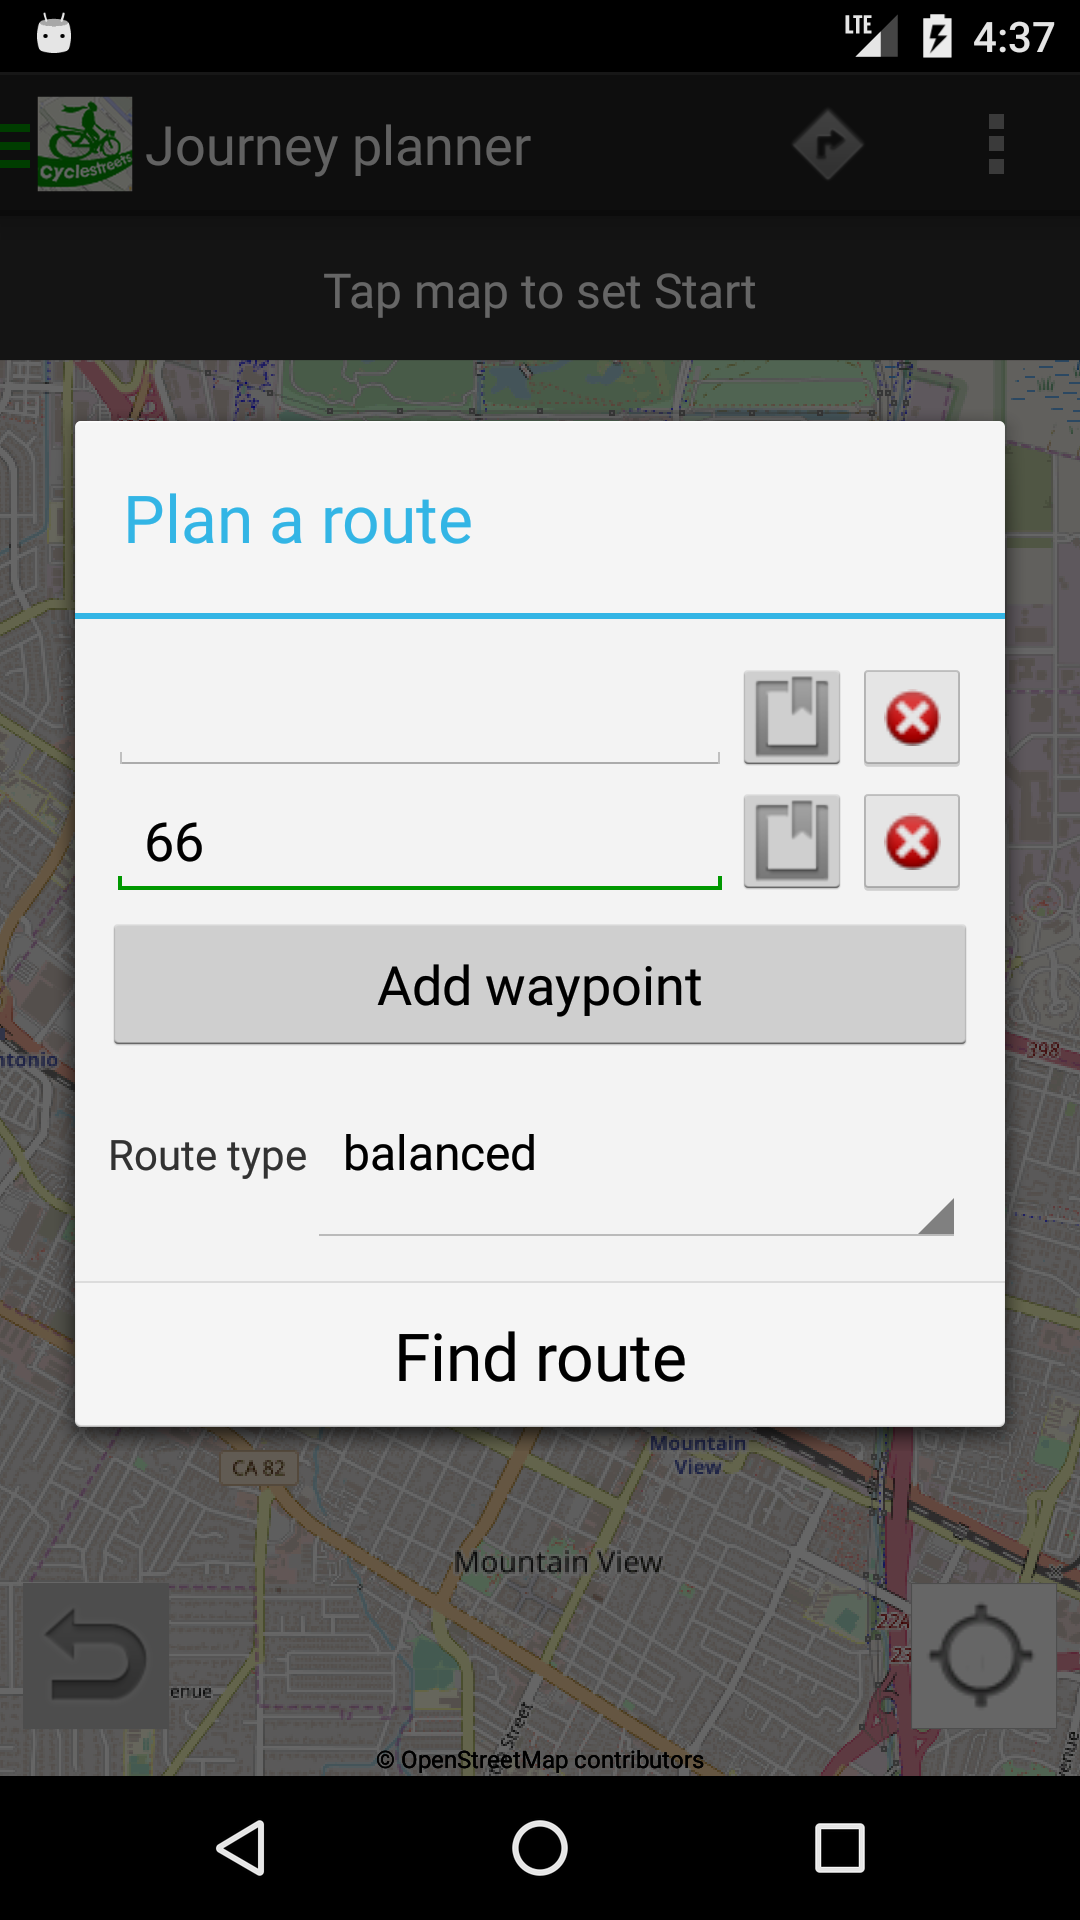 LTE 4:37
Cyclestreets
Journey planner
Tap map to set Start
Plan a route
66
Add waypoint
ntonio
398
Route type balanced
Find route
Mountain
View
CA 82
Mountain View
22A
23
enue
Street
enue
© OpenStreetMap contributors